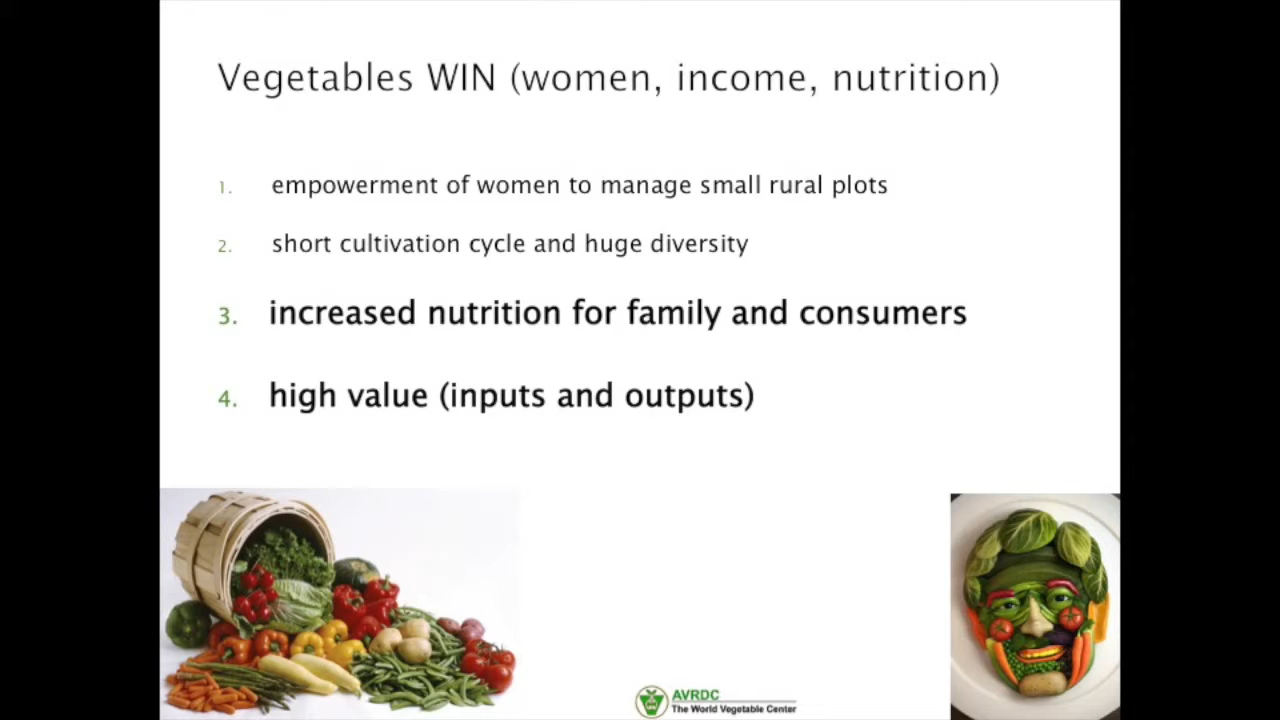 Vegetables WIN (women, income, nutrition)
1. empowerment of women to manage small rural plots
2. short cultivation cycle and huge diversity
3. increased nutrition for family and consumers
4. high value (inputs and outputs)
AVRDC
The World Vegetable Center